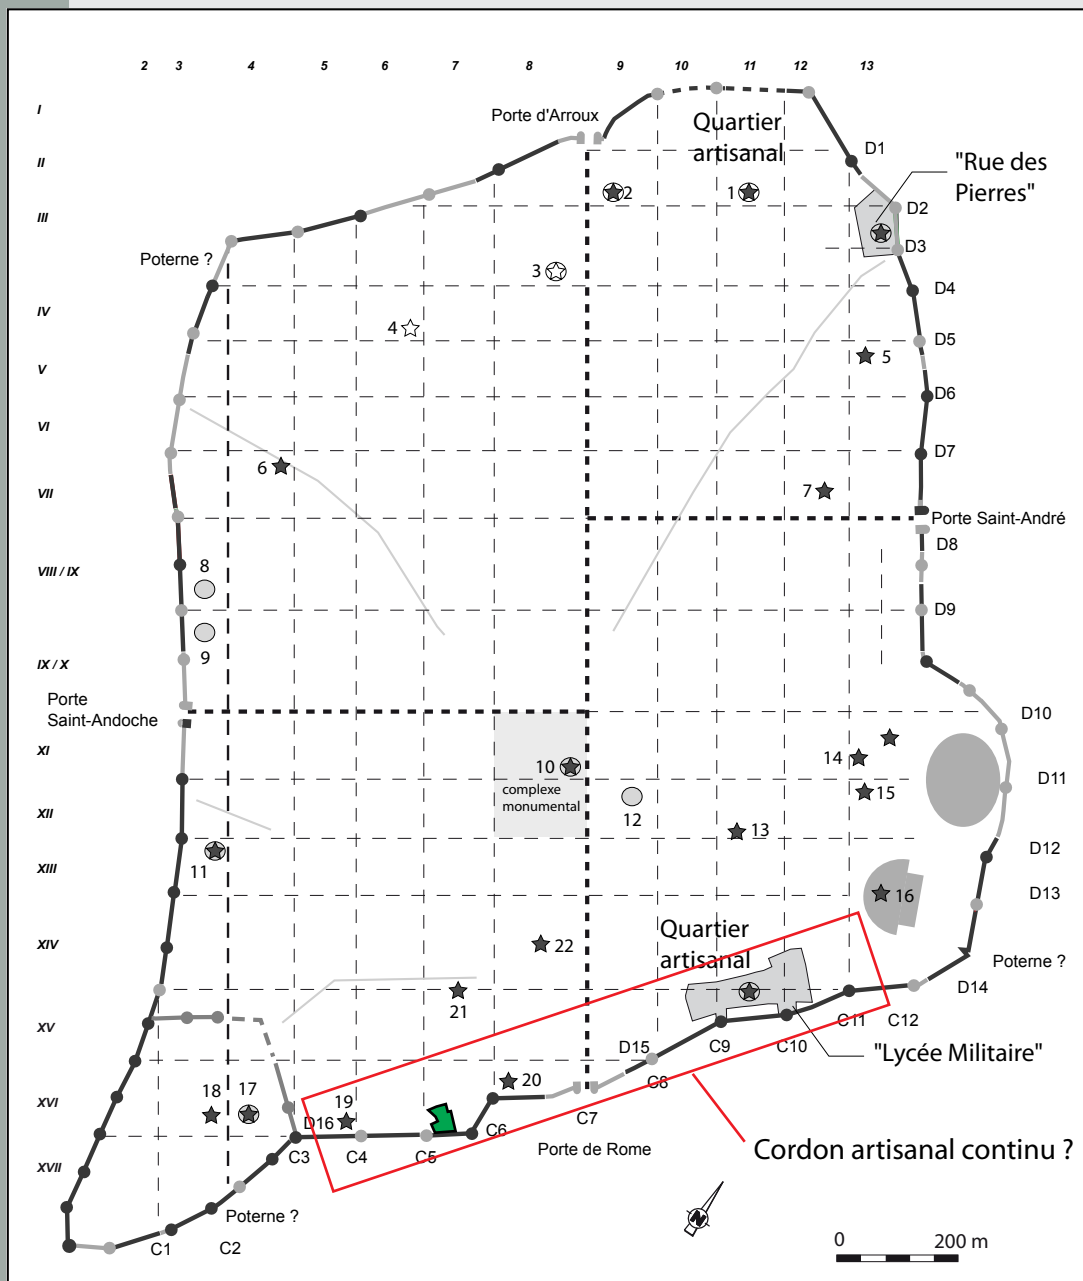 2 3 4 5 6 7 8 9 10 11 12 13
I
Porte d'Arroux
Quartier
artisanal
D1
II
"Rue des
Pierres"
2
1
D2
III
D3
Poterne ?
3
D4
IV
4
D5
5
V
D6
VI
D7
6
7
VII
Porte Saint-André
D8
8
VIII / IX
D9
9
IX / X
Porte
Saint-Andoche
D10
XI
14
10
D11
complexe
monumental
15
XII
12
13
D12
11
XIII
D13
16
Quartier
artisanal
XIV
22
Poterne ?
D14
21
XV
C11
C12
C9
C10
D15
"Lycée Militaire"
20
C8
18
17
19
XVI
D16
C6
C7
Porte de Rome
Cordon artisanal continu ?
C3
C4
C5
XVII
Poterne ?
N
C1
C2
0
200 m